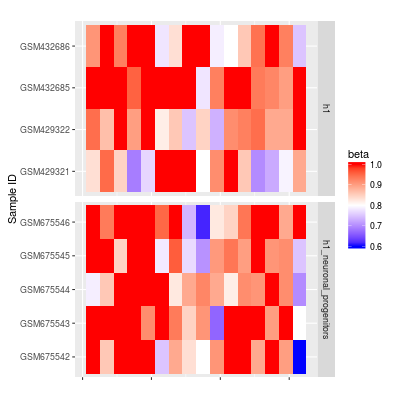 GSM432686
GSM432685
GSM429322
GSM429321
h1
GSM675546
GSM675545
GSM675544
GSM675543
GSM675542
h1_neuronal_progenitors
Sample ID
beta
1.0
0.9
0.8
0.7
0.6